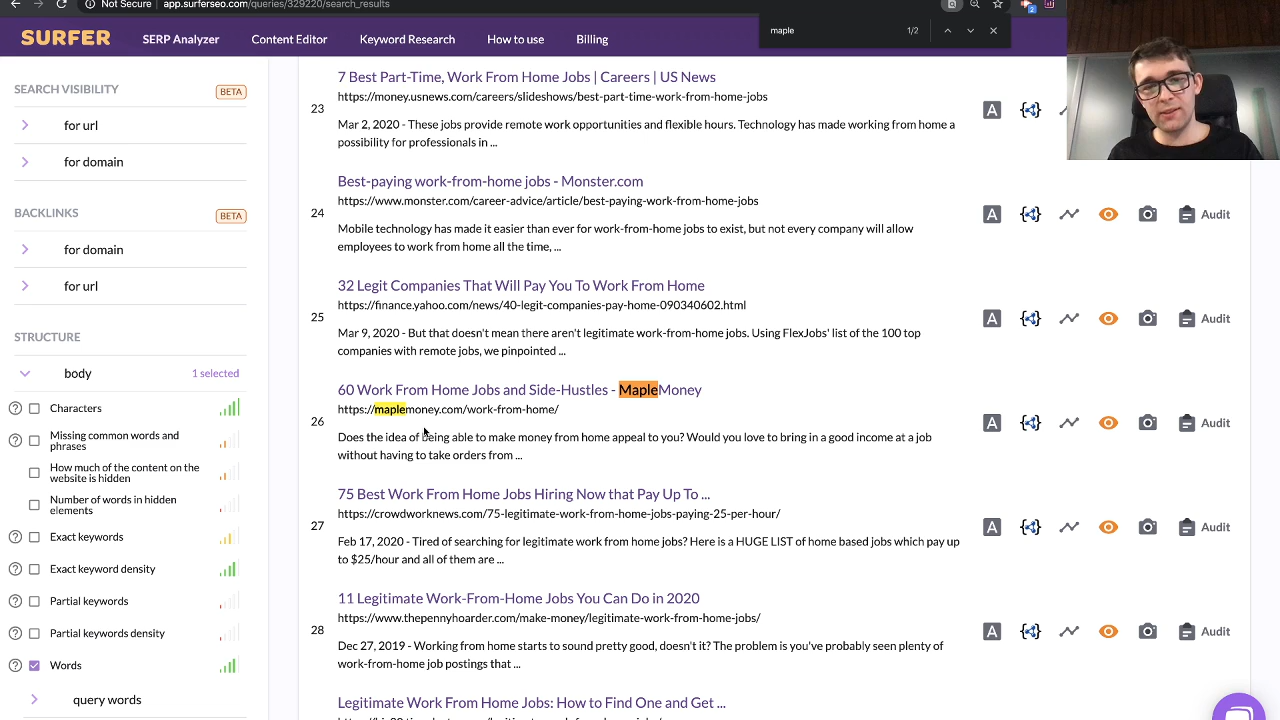 Not Secure | app.surferseo.com/queries/329220/search_results
2
SURFER
SERP Analyzer
Content Editor
Keyword Research
How to use
Billing
maple
1/2
SEARCH VISIBILITY
BETA
for url
for domain
BACKLINKS
BETA
for domain
for url
STRUCTURE
body
1 selected
Characters
Missing common words and
phrases
How much of the content on the
website is hidden
Number of words in hidden
elements
Exact keywords
Exact keyword density
Partial keywords
Partial keywords density
Words
query words
23
7 Best Part-Time, Work From Home Jobs | Careers | US News
https://money.usnews.com/careers/slideshows/best-part-time-work-from-home-jobs
Mar 2, 2020 - These jobs provide remote work opportunities and flexible hours. Technology has made working from home a
possibility for professionals in ...
A
24
Best-paying work-from-home jobs - Monster.com
https://www.monster.com/career-advice/article/best-paying-work-from-home-jobs
Mobile technology has made it easier than ever for work-from-home jobs to exist, but not every company will allow
employees to work from home all the time, ...
A
Audit
25
32 Legit Companies That Will Pay You To Work From Home
https://finance.yahoo.com/news/40-legit-companies-pay-home-090340602.html
Mar 9, 2020 - But that doesn't mean there aren't legitimate work-from-home jobs. Using FlexJobs' list of the 100 top
companies with remote jobs, we pinpointed ...
A
Audit
26
60 Work From Home Jobs and Side-Hustles - MapleMoney
https://maplemoney.com/work-from-home/
Does the idea of being able to make money from home appeal to you? Would you love to bring in a good income at a job
without having to take orders from ...
A
Audit
27
75 Best Work From Home Jobs Hiring Now that Pay Up To ...
https://crowdworknews.com/75-legitimate-work-from-home-jobs-paying-25-per-hour/
Feb 17, 2020 - Tired of searching for legitimate work from home jobs? Here is a HUGE LIST of home based jobs which pay up
to $25/hour and all of them are ...
A
Audit
28
11 Legitimate Work-From-Home Jobs You Can Do in 2020
https://www.thepennyhoarder.com/make-money/legitimate-work-from-home-jobs/
Dec 27, 2019 - Working from home starts to sound pretty good, doesn't it? The problem is you've probably seen plenty of
work-from-home job postings that ...
A
Audit
Legitimate Work From Home Jobs: How to Find One and Get ...